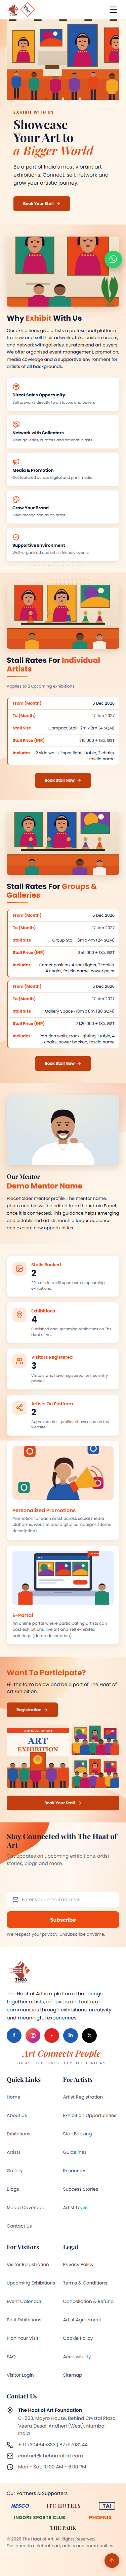 EXHIBIT WITH US
Showcase
Your Art to
a Bigger World
Be a part of India's most vibrant art
exhibitions. Connect, sell, network and
grow your artistic journey.
Book Your Stall →
Why Exhibit With Us
Our exhibitions give artists a professional platform
to show and sell their artworks, take custom orders,
and network with galleries, curators and art buyers.
We offer organised event management, promotion,
media coverage and a supportive environment for
artists of all backgrounds.
Direct Sales Opportunity
Sell artworks directly to art lovers and buyers
Network with Collectors
Meet galleries, curators and art enthusiasts
Media & Promotion
Get featured across digital and print media
Grow Your Brand
Build recognition as an artist
Supportive Environment
Well-organised and artist-friendly events
Stall Rates For Individual
Artists
Applies to 2 upcoming exhibitions
From (Month) 5 Dec 2026
To (Month) 17 Jan 2027
Stall Size Compact Stall · 2m x 2m (4 SQM)
Stall Price (INR) ₹15,000 + 18% GST
Includes 2 side walls, 1 spot light, 1 table, 2 chairs,
fascia name
Book Stall Now →
Stall Rates For Groups &
Galleries
From (Month) 5 Dec 2026
To (Month) 17 Jan 2027
Stall Size Group Stall · 6m x 4m (24 SQM)
Stall Price (INR) ₹55,000 + 18% GST
Includes Corner position, 4 spot lights, 2 tables,
4 chairs, fascia name, power point
From (Month) 5 Dec 2026
To (Month) 17 Jan 2027
Stall Size Gallery Space · 10m x 8m (80 SQM)
Stall Price (INR) ₹1,20,000 + 18% GST
Includes Partition walls, track lighting, 1 table, 4
chairs, power backup, fascia name
Book Stall Now →
Our Mentor
Demo Mentor Name
Placeholder mentor profile. The mentor name,
photo and bio will be edited from the Admin Panel
once it is connected. This guidance helps emerging
and established artists reach a larger audience
and explore new opportunities.
Stalls Booked
2
20 stall slots still open across upcoming
exhibitions
Exhibitions
4
Published and upcoming exhibitions on The
Haat of Art
Visitors Registered
3
Visitors who have registered for free entry
passes
Artists On Platform
2
Approved artist profiles showcased on the
website
Personalized Promotions
Promotion for each artist across social media
website and digital campaigns (demo
description)
E-Portal
An online portal where participating artists can
post exhibitions, live art and sell exhibited
paintings (demo description)
Want To Participate?
Fill the form below and be a part of The Haat of
Art Exhibition.
Registration →
THE HAAT OF ART
ART
EXHIBITION
Book Your Stall →
Stay Connected with The Haat of
Art
Get updates on upcoming exhibitions, artist
stories, blogs and more.
Enter your email address
Subscribe
We respect your privacy. Unsubscribe anytime.
THOA
The Haat of Art is a platform that
brings together artists, art lovers and cultural
communities through exhibitions, creativity
and meaningful experiences.
Art Connects People
IDEAS · CULTURES · BEYOND BORDERS
Quick Links
Home
About Us
Exhibitions
Artists
Gallery
Blogs
Media Coverage
Contact Us
For Artists
Artist Registration
Exhibition Opportunities
Stall Booking
Guidelines
Resources
Success Stories
Artist Login
For Visitors
Visitor Registration
Upcoming Exhibitions
Event Calendar
Past Exhibitions
Plan Your Visit
FAQ
Visitor Login
Legal
Privacy Policy
Terms & Conditions
Cancellation & Refund
Artist Agreement
Cookie Policy
Accessibility
Sitemap
Contact Us
The Haat of Art Foundation
C-503, Mayro House, Behind Crystal Plaza,
Veera Desai, Andheri (West), Mumbai,
India
contact@thehaatofart.com
Mon - Sat: 10:00 AM - 6:00 PM
Our Partners & Supporters
NESCO
ITC HOTELS
TAJ
INDORE SPORTS CLUB
PHOENIX
THE PARK
© 2026 The Haat of Art. All Rights Reserved.
Designed to celebrate art, artists and communities.